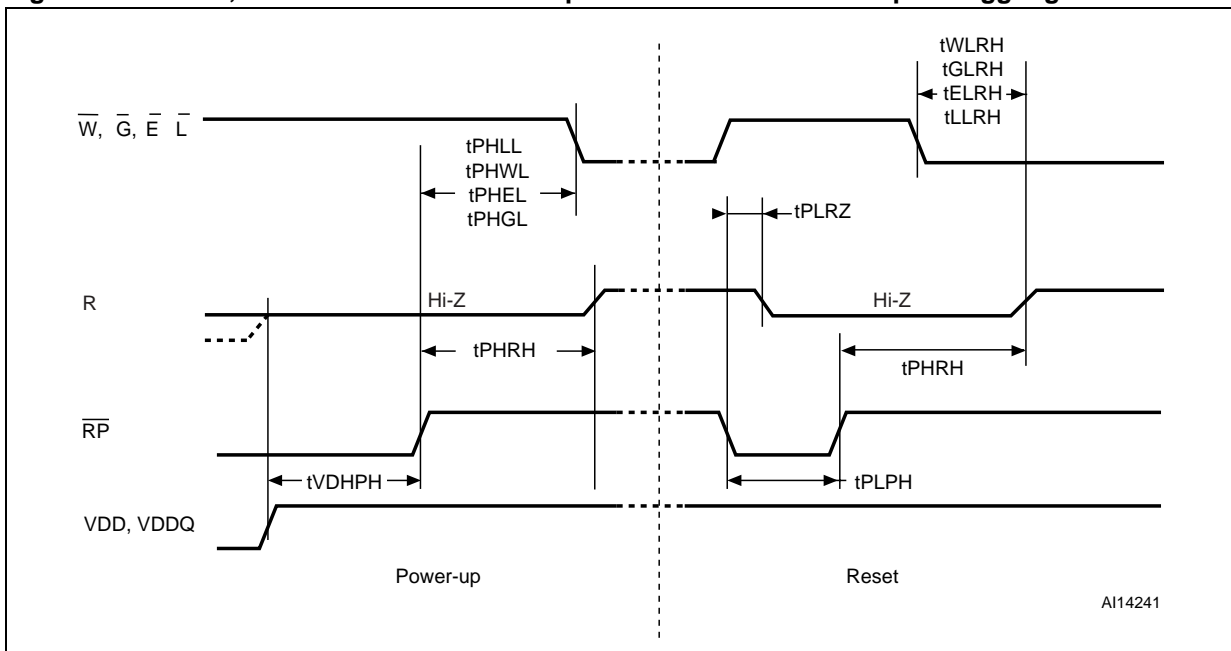 tWLRH
tGLRH
tELRH
tLLRH
W̅, G̅, E̅ L̅
tPHLL
tPHWL
tPHEL
tPHGL
tPLRZ
R
Hi-Z
Hi-Z
tPHRH
tPHRH
R̅P̅
tVDHPH
tPLPH
VDD, VDDQ
Power-up
Reset
AI14241